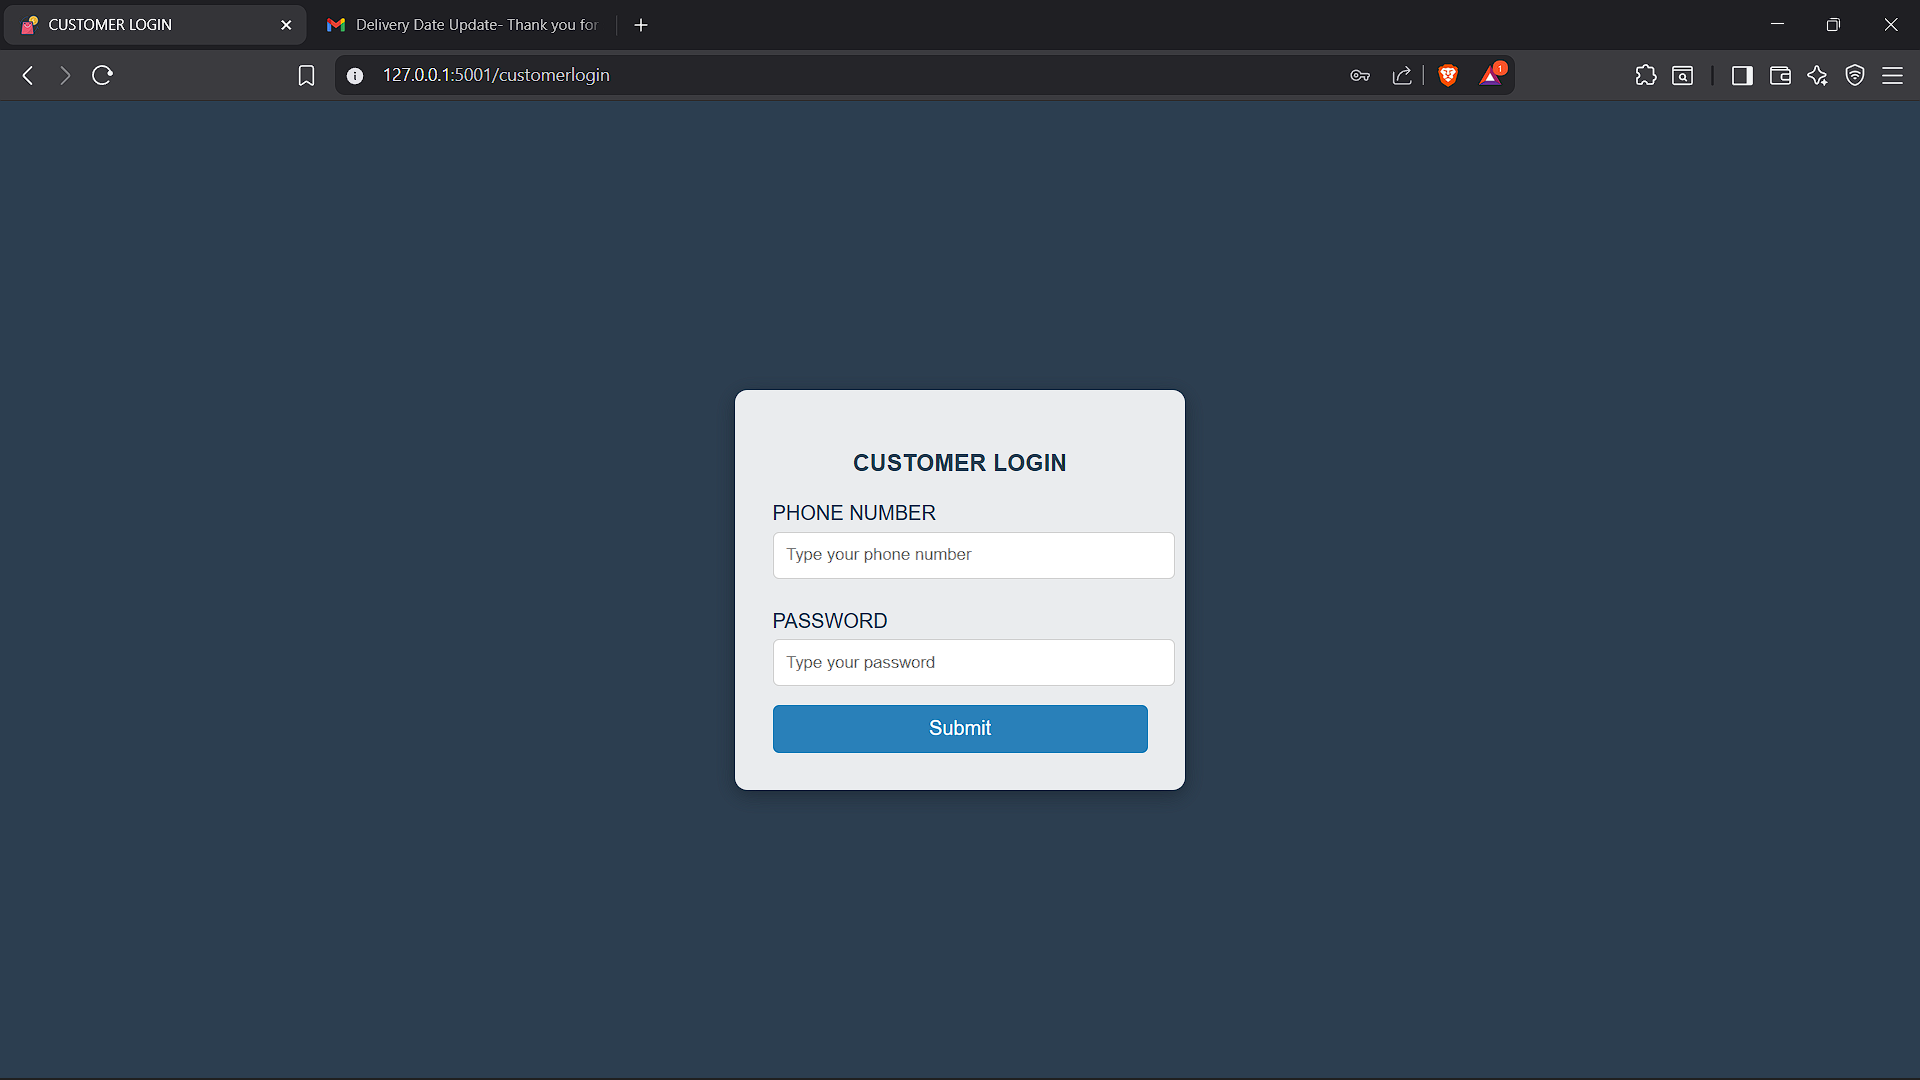 CUSTOMER LOGIN
Delivery Date Update- Thank you for
127.0.0.1:5001/customerlogin
1
CUSTOMER LOGIN
PHONE NUMBER
Type your phone number
PASSWORD
Type your password
Submit